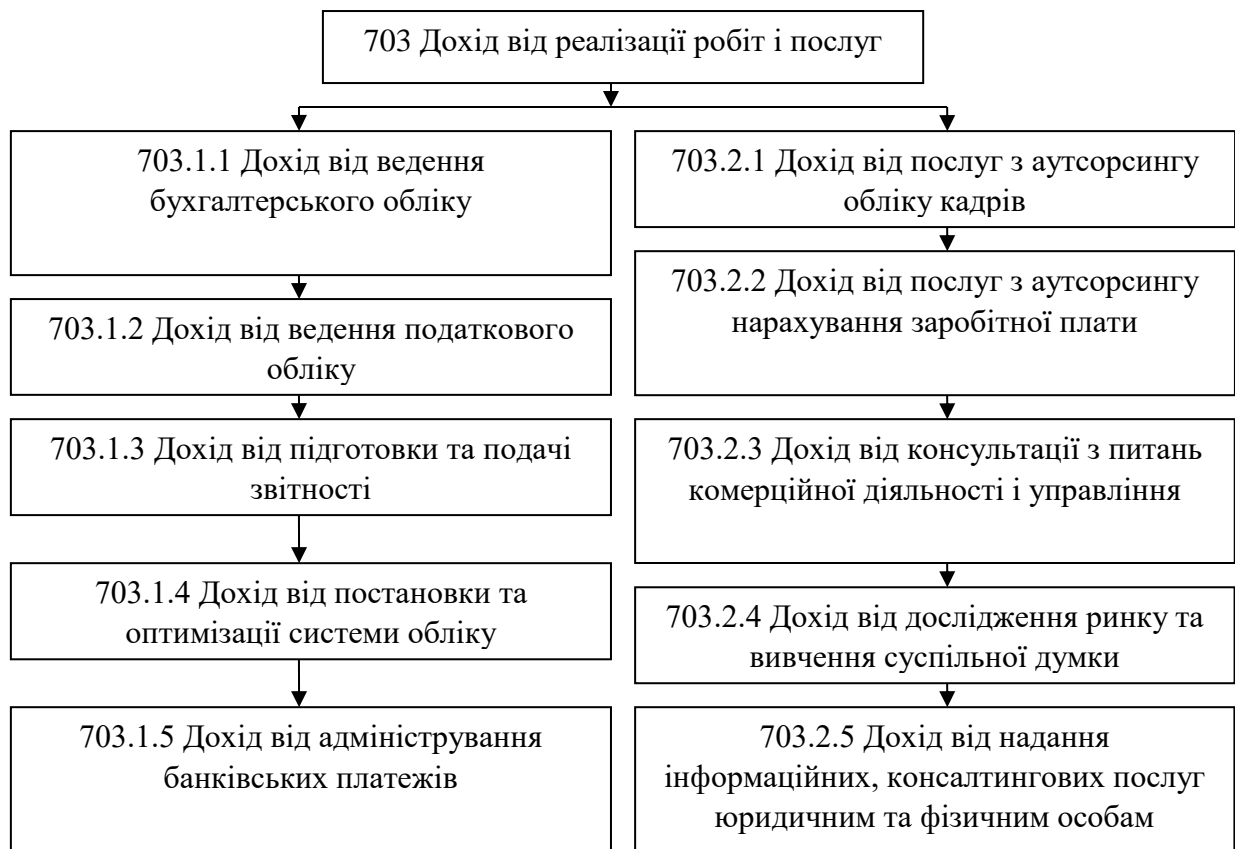 703 Дохід від реалізації робіт і послуг
703.1.1 Дохід від ведення
бухгалтерського обліку
703.1.2 Дохід від ведення податкового
обліку
703.1.3 Дохід від підготовки та подачі
звітності
703.1.4 Дохід від постановки та
оптимізації системи обліку
703.1.5 Дохід від адміністрування
банківських платежів
703.2.1 Дохід від послуг з аутсорсингу
обліку кадрів
703.2.2 Дохід від послуг з аутсорсингу
нарахування заробітної плати
703.2.3 Дохід від консультації з питань
комерційної діяльності і управління
703.2.4 Дохід від дослідження ринку та
вивчення суспільної думки
703.2.5 Дохід від надання
інформаційних, консалтингових послуг
юридичним та фізичним особам